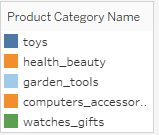 Product Category Name
toys
health_beauty
garden_tools
computers_accessor..
watches_gifts